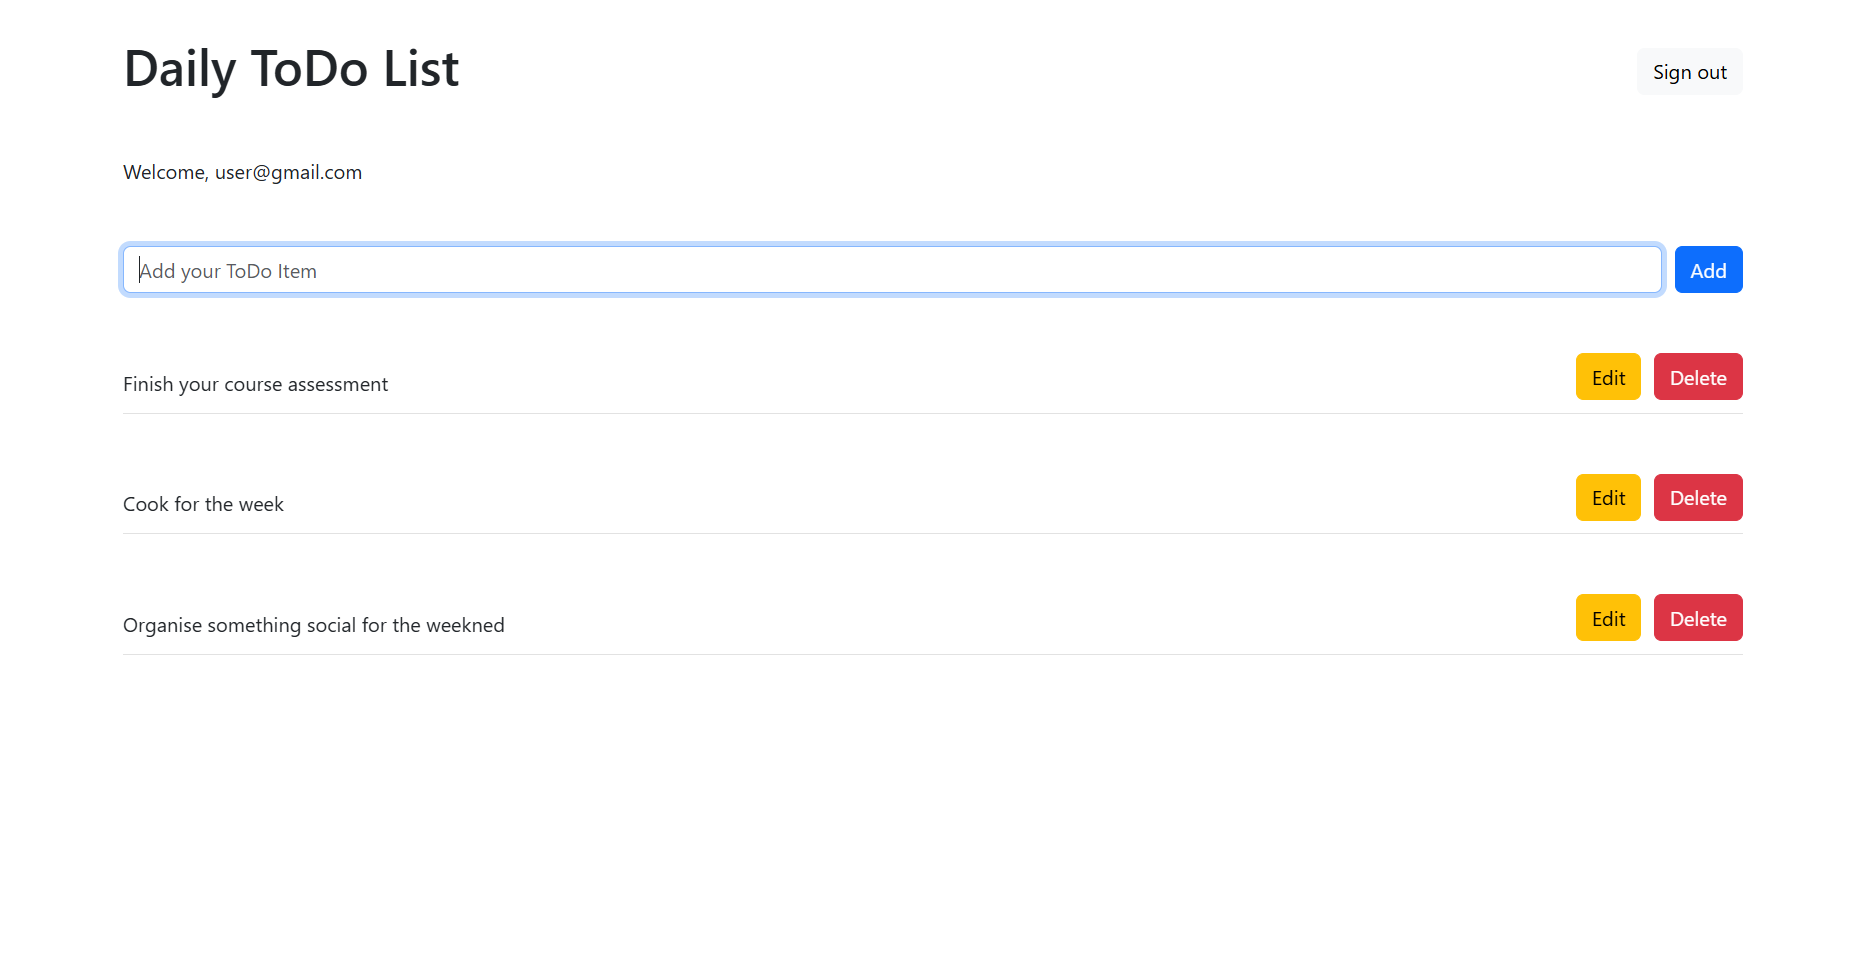 Daily ToDo List
Sign out
Welcome, user@gmail.com
Add your ToDo Item
Add
Finish your course assessment
Edit
Delete
Cook for the week
Edit
Delete
Organise something social for the weekned
Edit
Delete